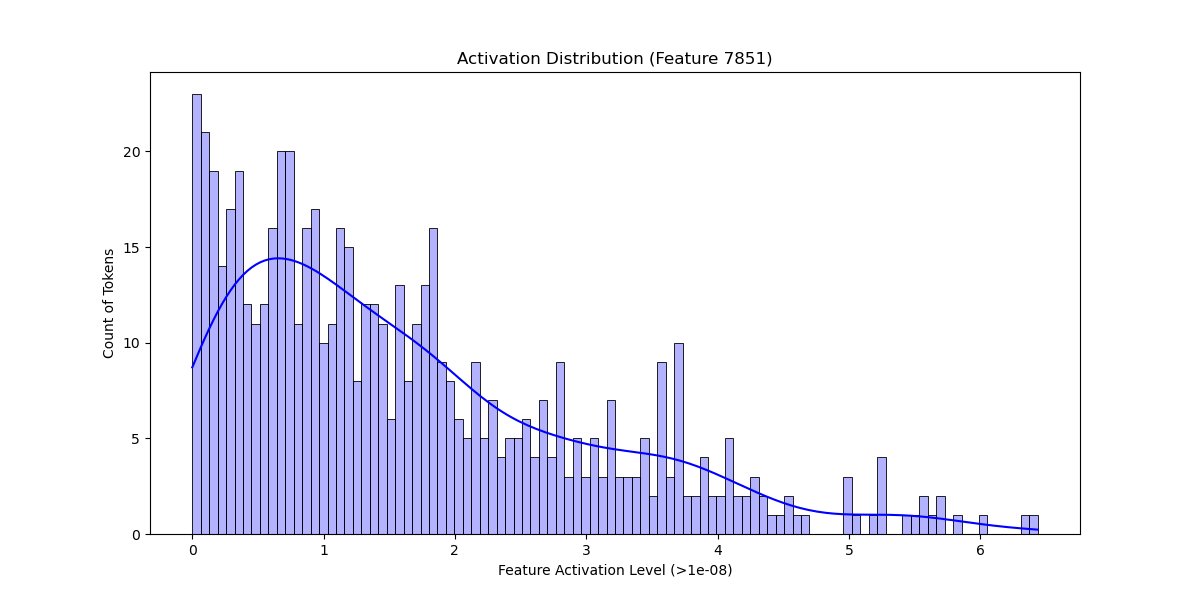 Activation Distribution (Feature 7851)
Count of Tokens
20
15
10
5
0
0 1 2 3 4 5 6
Feature Activation Level (>1e-08)